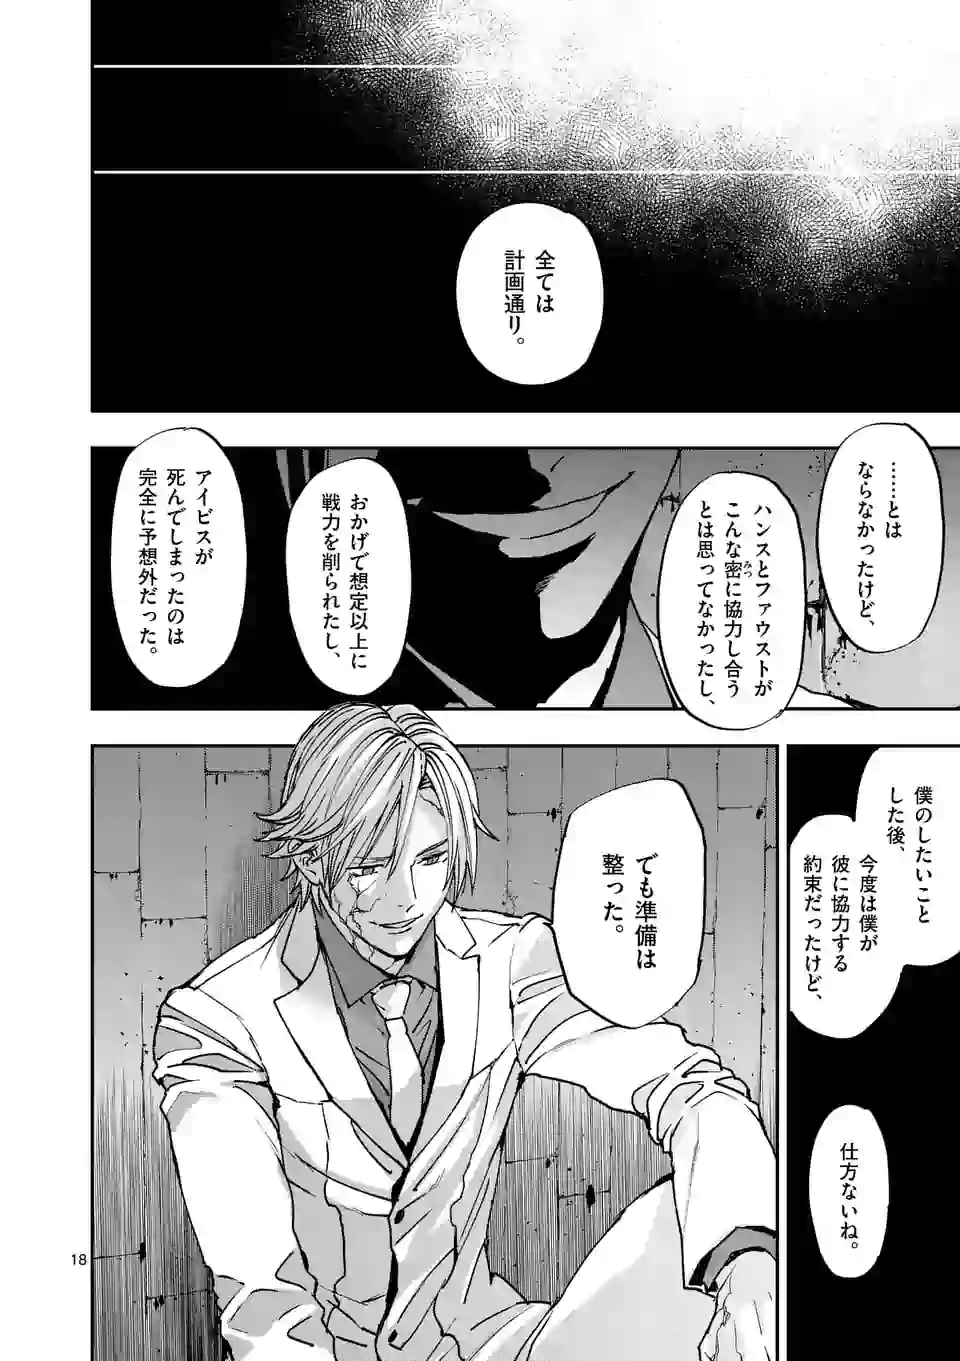 全ては
計画通り。
……とは
ならなかったけど、
ハンスとファウストが
こんな密に協力し合う
みつ
とは思ってなかったし、
おかげで想定以上に
戦力を削られたし、
アイビスが
死んでしまったのは
完全に予想外だった。
僕のしたいこと
した後、
今度は僕が
彼に協力する
約束だったけど、
仕方ないね。
でも準備は
整った。
18